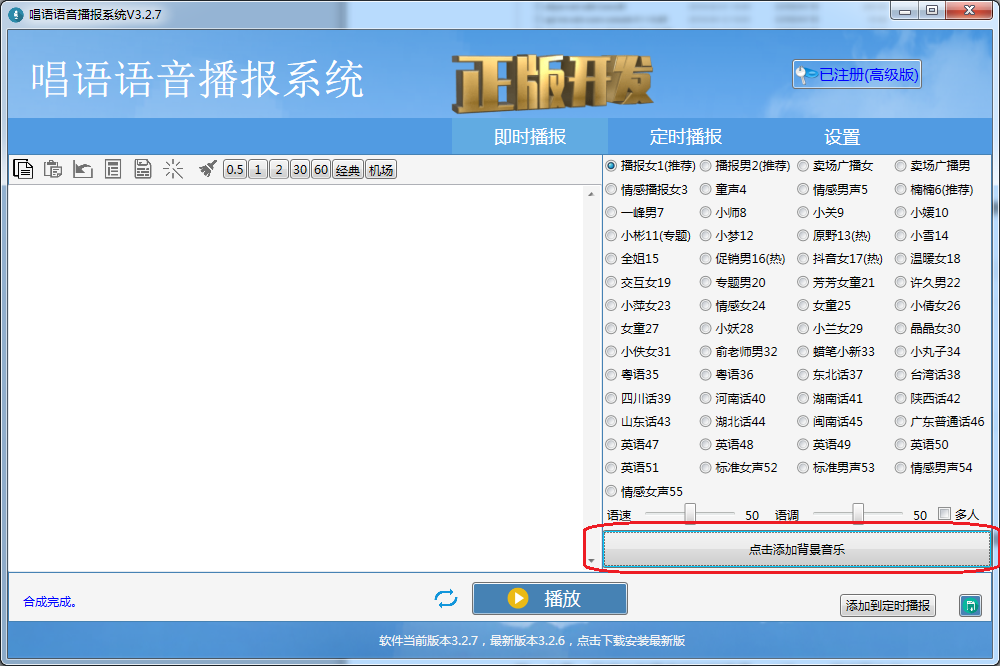 唱语语音播报系统V3.2.7
唱语语音播报系统
正版开发
已注册(高级版)
即时播报 定时播报 设置
0.5 1 2 30 60 经典 机场
播报女1(推荐) 播报男2(推荐) 卖场广播女 卖场广播男
情感播报女3 童声4 情感男声5 楠楠6(推荐)
一峰男7 小师8 小关9 小媛10
小彬11(专题) 小梦12 原野13(热) 小雪14
全姐15 促销男16(热) 抖音女17(热) 温暖女18
交互女19 专题男20 芳芳女童21 许久男22
小萍女23 情感女24 女童25 小倩女26
女童27 小妖28 小兰女29 晶晶女30
小佚女31 俞老师男32 蜡笔小新33 小丸子34
粤语35 粤语36 东北话37 台湾话38
四川话39 河南话40 湖南话41 陕西话42
山东话43 湖北话44 闽南话45 广东普通话46
英语47 英语48 英语49 英语50
英语51 标准女声52 标准男声53 情感男声54
情感女声55
语速 50 语调 50 多人
点击添加背景音乐
合成完成。
播放
添加到定时播报
软件当前版本3.2.7，最新版本3.2.6，点击下载安装最新版